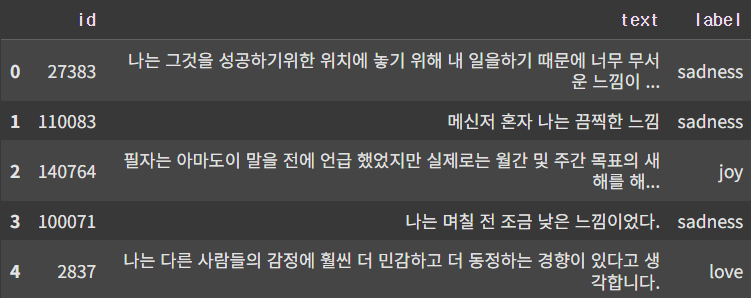 id text label
0 27383 나는 그것을 성공하기위한 위치에 놓기 위해 내 일을하기 때문에 너무 무서
운 느낌이 ... sadness
1 110083 메신저 혼자 나는 끔찍한 느낌 sadness
2 140764 필자는 아마도이 말을 전에 언급 했었지만 실제로는 월간 및 주간 목표의 새
해를 해... joy
3 100071 나는 며칠 전 조금 낮은 느낌이었다. sadness
4 2837 나는 다른 사람들의 감정에 훨씬 더 민감하고 더 동정하는 경향이 있다고 생
각합니다. love